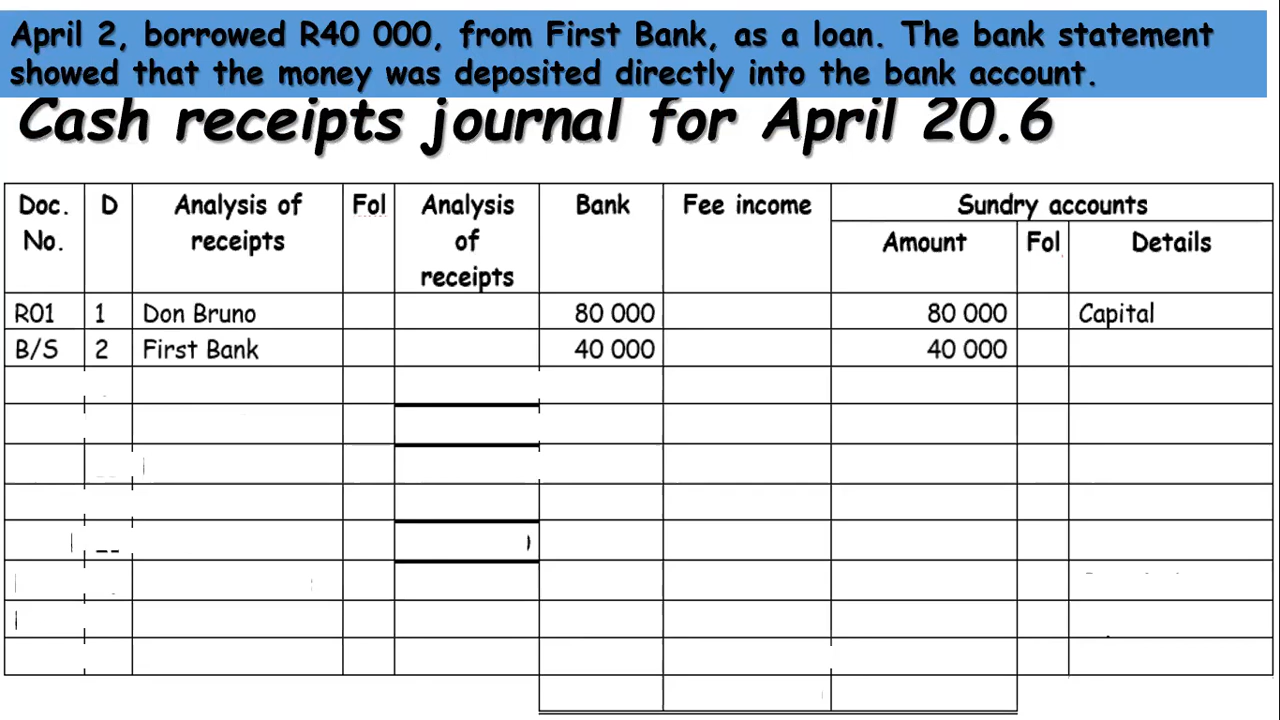 April 2, borrowed R40 000, from First Bank, as a loan. The bank statement
showed that the money was deposited directly into the bank account.
Cash receipts journal for April 20.6
Doc. No. D Analysis of receipts Fol Analysis of receipts Bank Fee income Sundry accounts
Amount Fol Details
R01 1 Don Bruno 80 000 80 000 Capital
B/S 2 First Bank 40 000 40 000